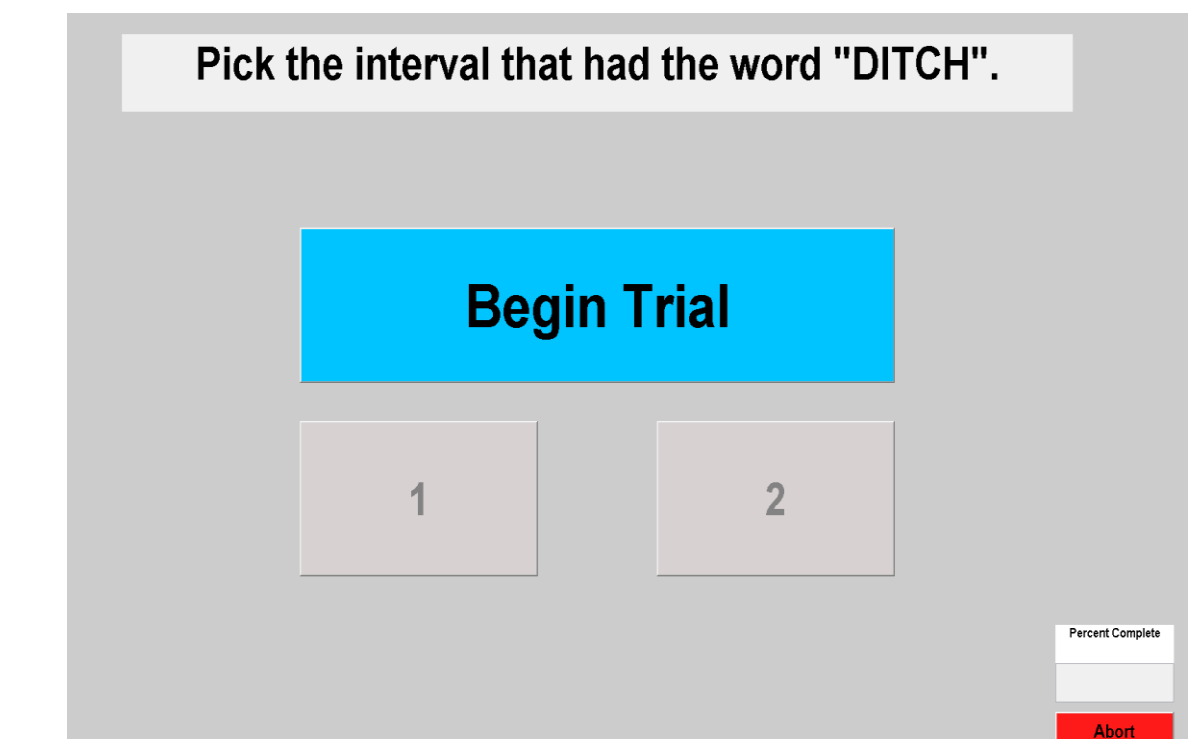 Pick the interval that had the word "DITCH".
Begin Trial
1
2
Percent Complete
Abort